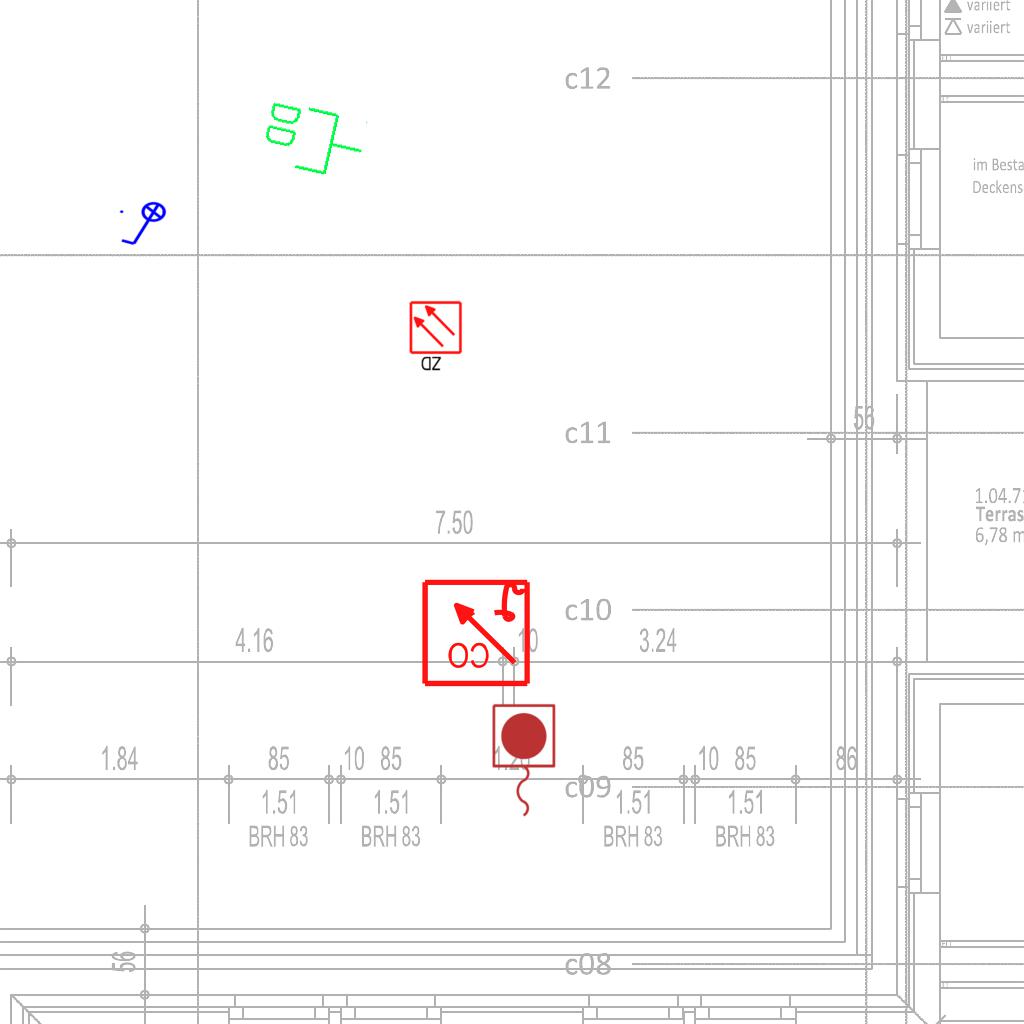 variiert
variiert
c12
im Besta
Deckens
ZD
c11
56
1.04.7
Terras
6,78 m
7.50
c10
4.16
10
3.24
CO
1.84
85
10
85
1.20
85
10
85
86
c09
1.51
1.51
1.51
1.51
BRH 83
BRH 83
BRH 83
BRH 83
56
c08